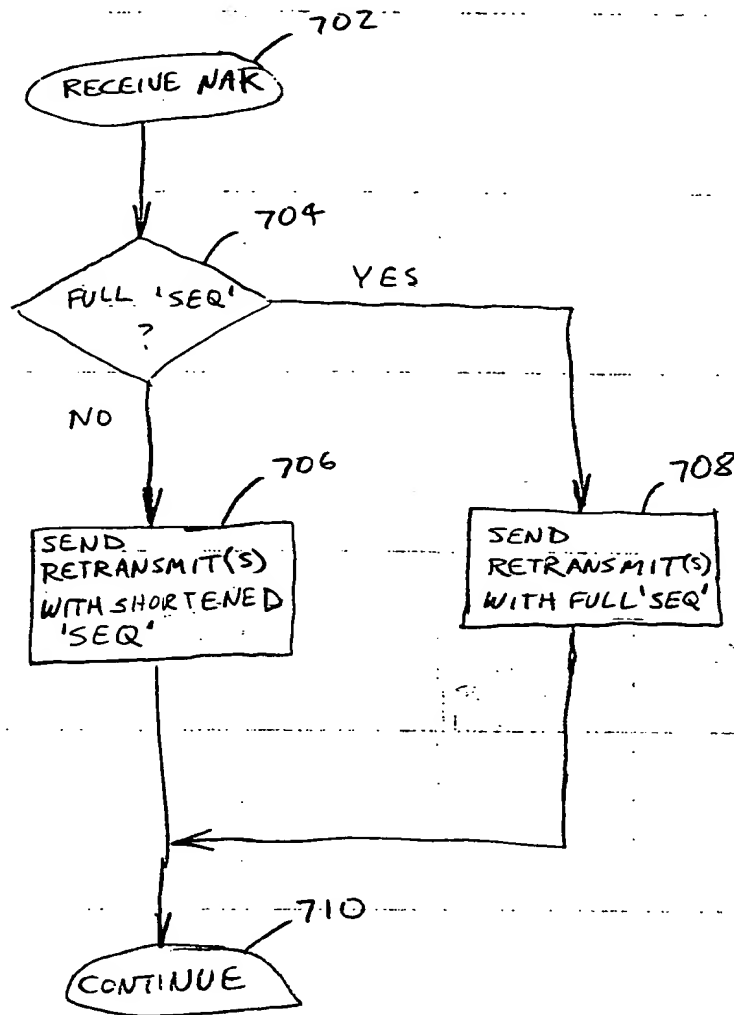 702
RECEIVE NAK
704
FULL 'SEQ'
?
YES
NO
706
SEND
RETRANSMIT(S)
WITH SHORTENED
'SEQ'
708
SEND
RETRANSMIT(S)
WITH FULL 'SEQ'
710
CONTINUE